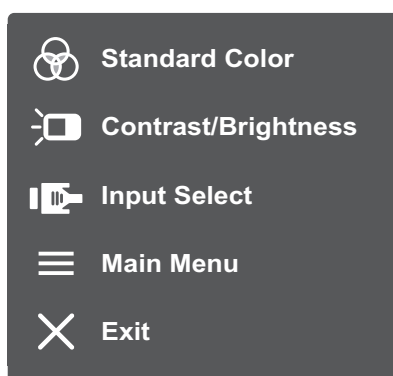 Standard Color
Contrast/Brightness
Input Select
Main Menu
Exit